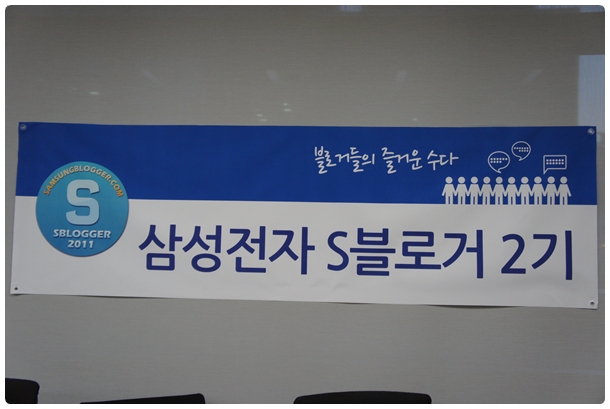 블로거들의 즐거운 수다
SAMSUNGBLOGGER.COM
S
SBLOGGER
2011
삼성전자 S블로거 2기